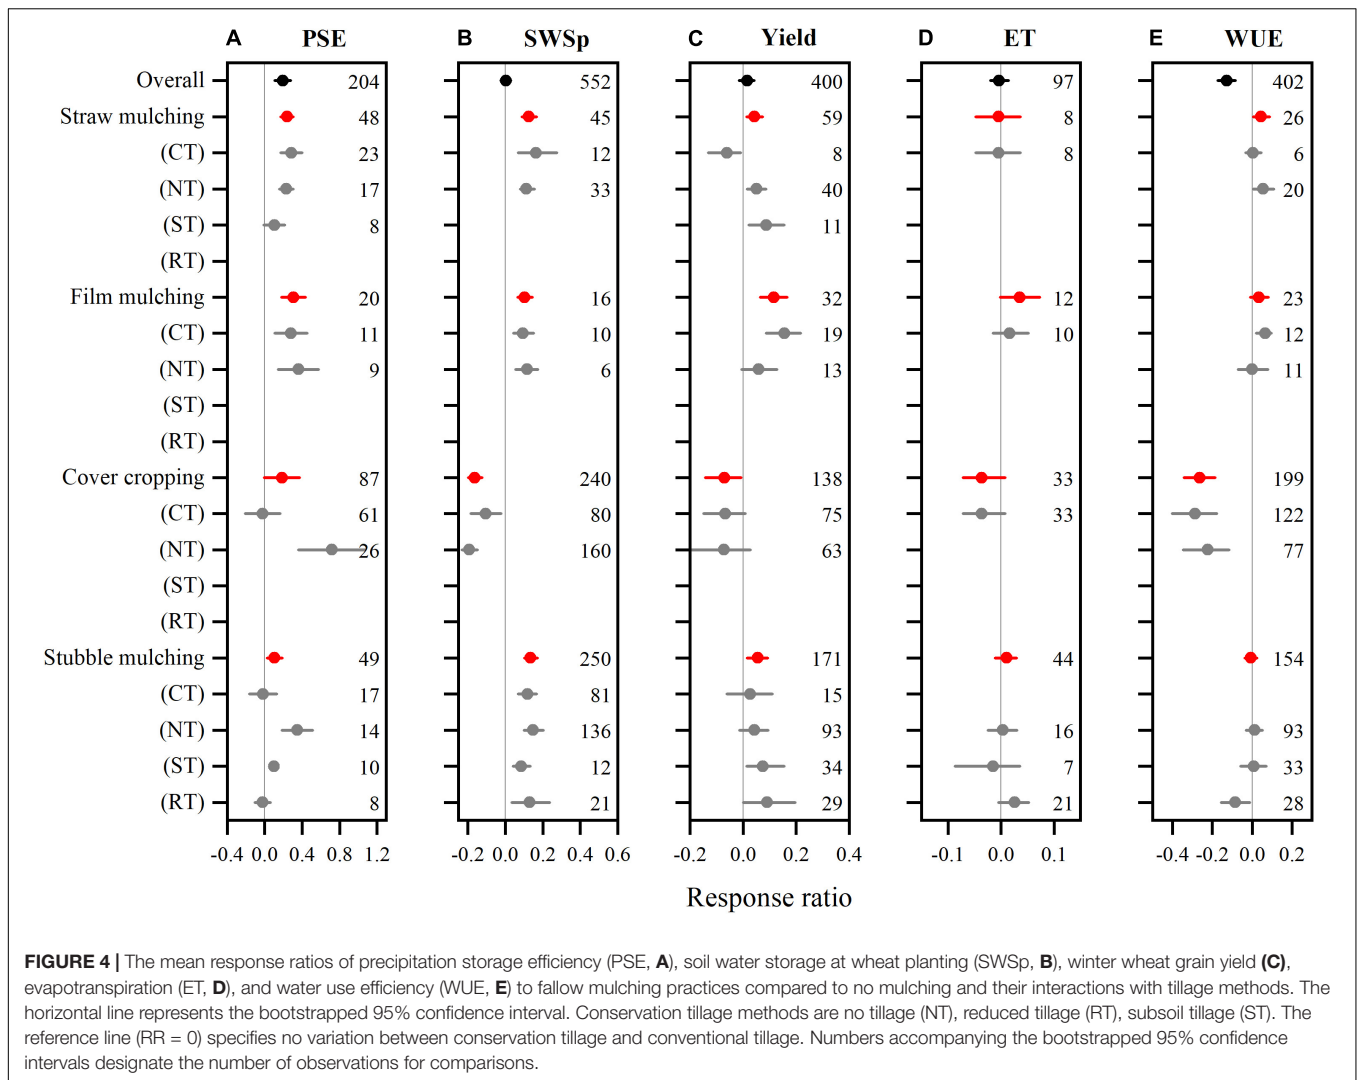 A PSE B SWSp C Yield D ET E WUE
Overall 204 552 400 97 402
Straw mulching 48 45 59 8 26
(CT) 23 12 8 8 6
(NT) 17 33 40 20
(ST) 8 11
(RT)
Film mulching 20 16 32 12 23
(CT) 11 10 19 10 12
(NT) 9 6 13 11
(ST)
(RT)
Cover cropping 87 240 138 33 199
(CT) 61 80 75 33 122
(NT) 26 160 63 77
(ST)
(RT)
Stubble mulching 49 250 171 44 154
(CT) 17 81 15
(NT) 14 136 93 16 93
(ST) 10 12 34 7 33
(RT) 8 21 29 21 28
-0.4 0.0 0.4 0.8 1.2 -0.2 0.0 0.2 0.4 0.6 -0.2 0.0 0.2 0.4 -0.1 0.0 0.1 -0.4 -0.2 0.0 0.2
Response ratio
FIGURE 4 | The mean response ratios of precipitation storage efficiency (PSE, A), soil water storage at wheat planting (SWSp, B), winter wheat grain yield (C),
evapotranspiration (ET, D), and water use efficiency (WUE, E) to fallow mulching practices compared to no mulching and their interactions with tillage methods. The
horizontal line represents the bootstrapped 95% confidence interval. Conservation tillage methods are no tillage (NT), reduced tillage (RT), subsoil tillage (ST). The
reference line (RR = 0) specifies no variation between conservation tillage and conventional tillage. Numbers accompanying the bootstrapped 95% confidence
intervals designate the number of observations for comparisons.